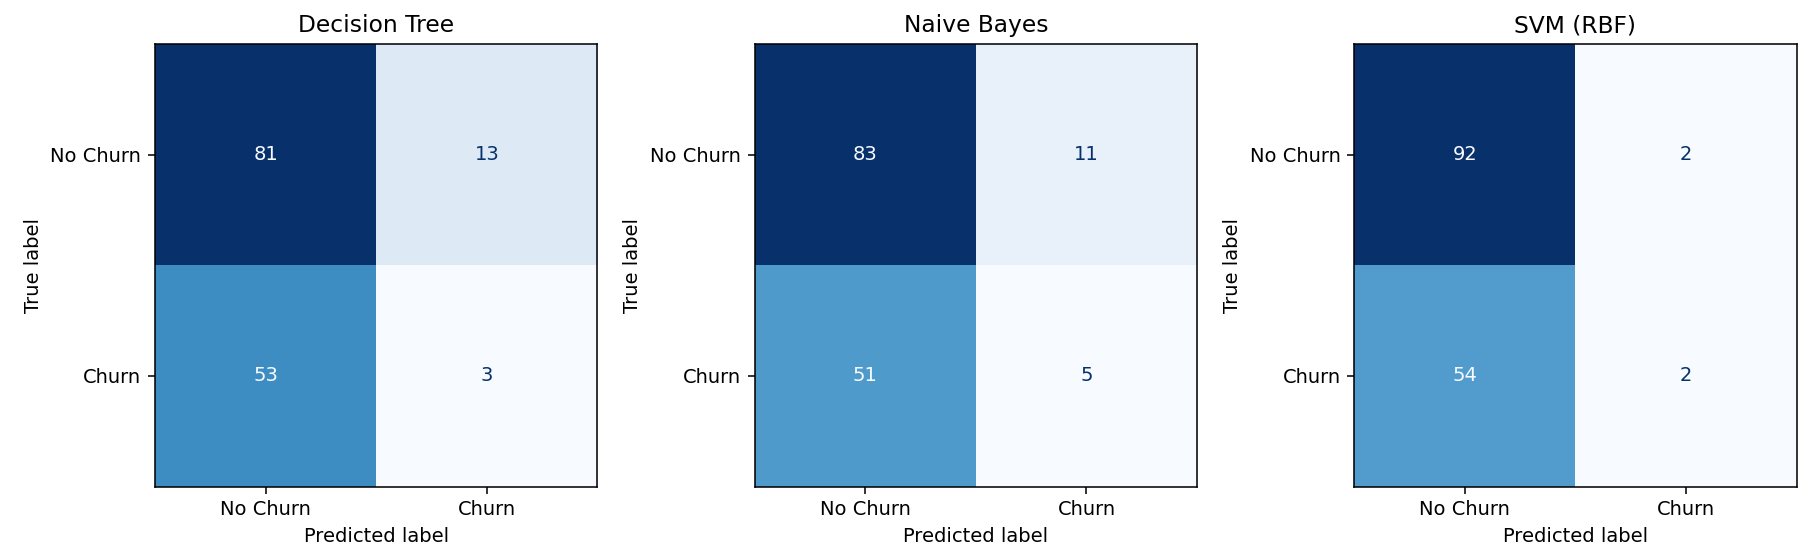 Decision Tree
No Churn
Churn
True label
81
13
53
3
No Churn
Churn
Predicted label
Naive Bayes
No Churn
Churn
True label
83
11
51
5
No Churn
Churn
Predicted label
SVM (RBF)
No Churn
Churn
True label
92
2
54
2
No Churn
Churn
Predicted label